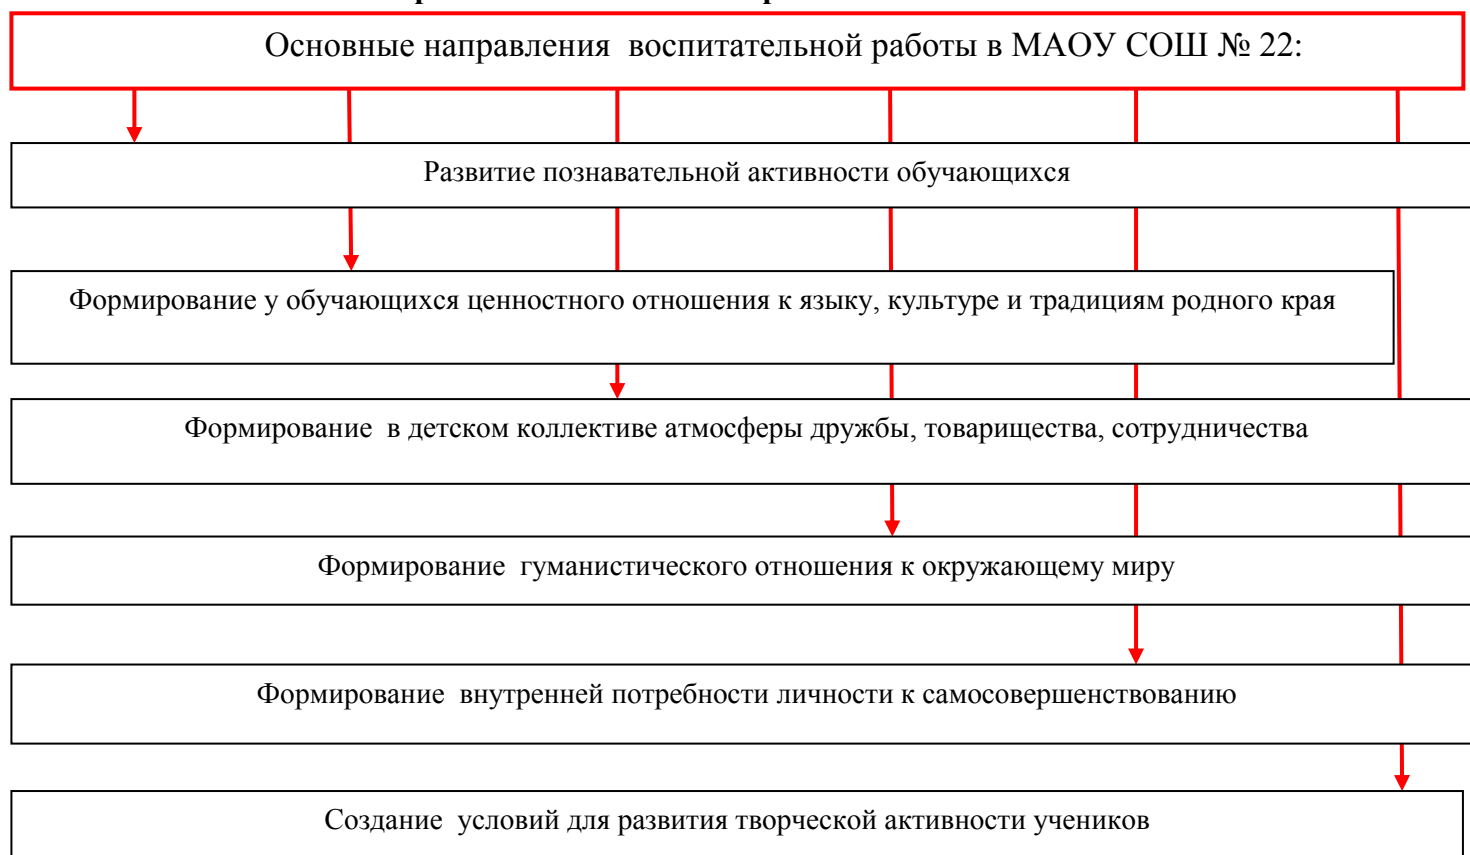 Основные направления воспитательной работы в МАОУ СОШ № 22:
Развитие познавательной активности обучающихся
Формирование у обучающихся ценностного отношения к языку, культуре и традициям родного края
Формирование в детском коллективе атмосферы дружбы, товарищества, сотрудничества
Формирование гуманистического отношения к окружающему миру
Формирование внутренней потребности личности к самосовершенствованию
Создание условий для развития творческой активности учеников